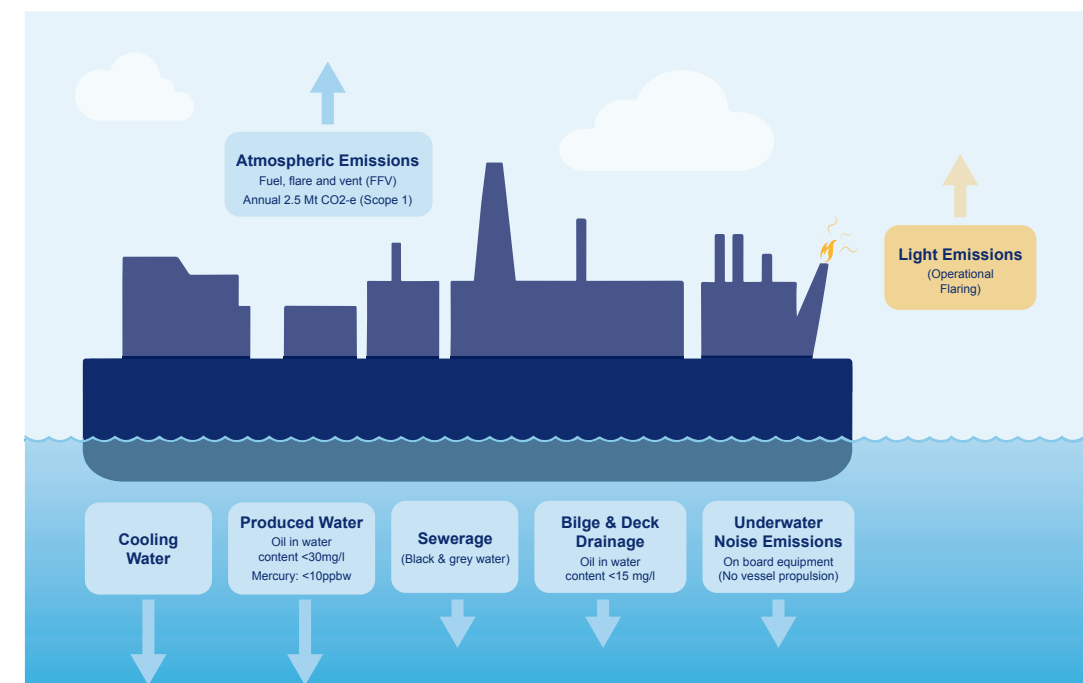 Atmospheric Emissions
Fuel, flare and vent (FFV)
Annual 2.5 Mt CO2-e (Scope 1)
Light Emissions
(Operational
Flaring)
Cooling
Water
Produced Water
Oil in water
content <30mg/l
Mercury: <10ppbw
Sewerage
(Black & grey water)
Bilge & Deck
Drainage
Oil in water
content <15 mg/l
Underwater
Noise Emissions
On board equipment
(No vessel propulsion)